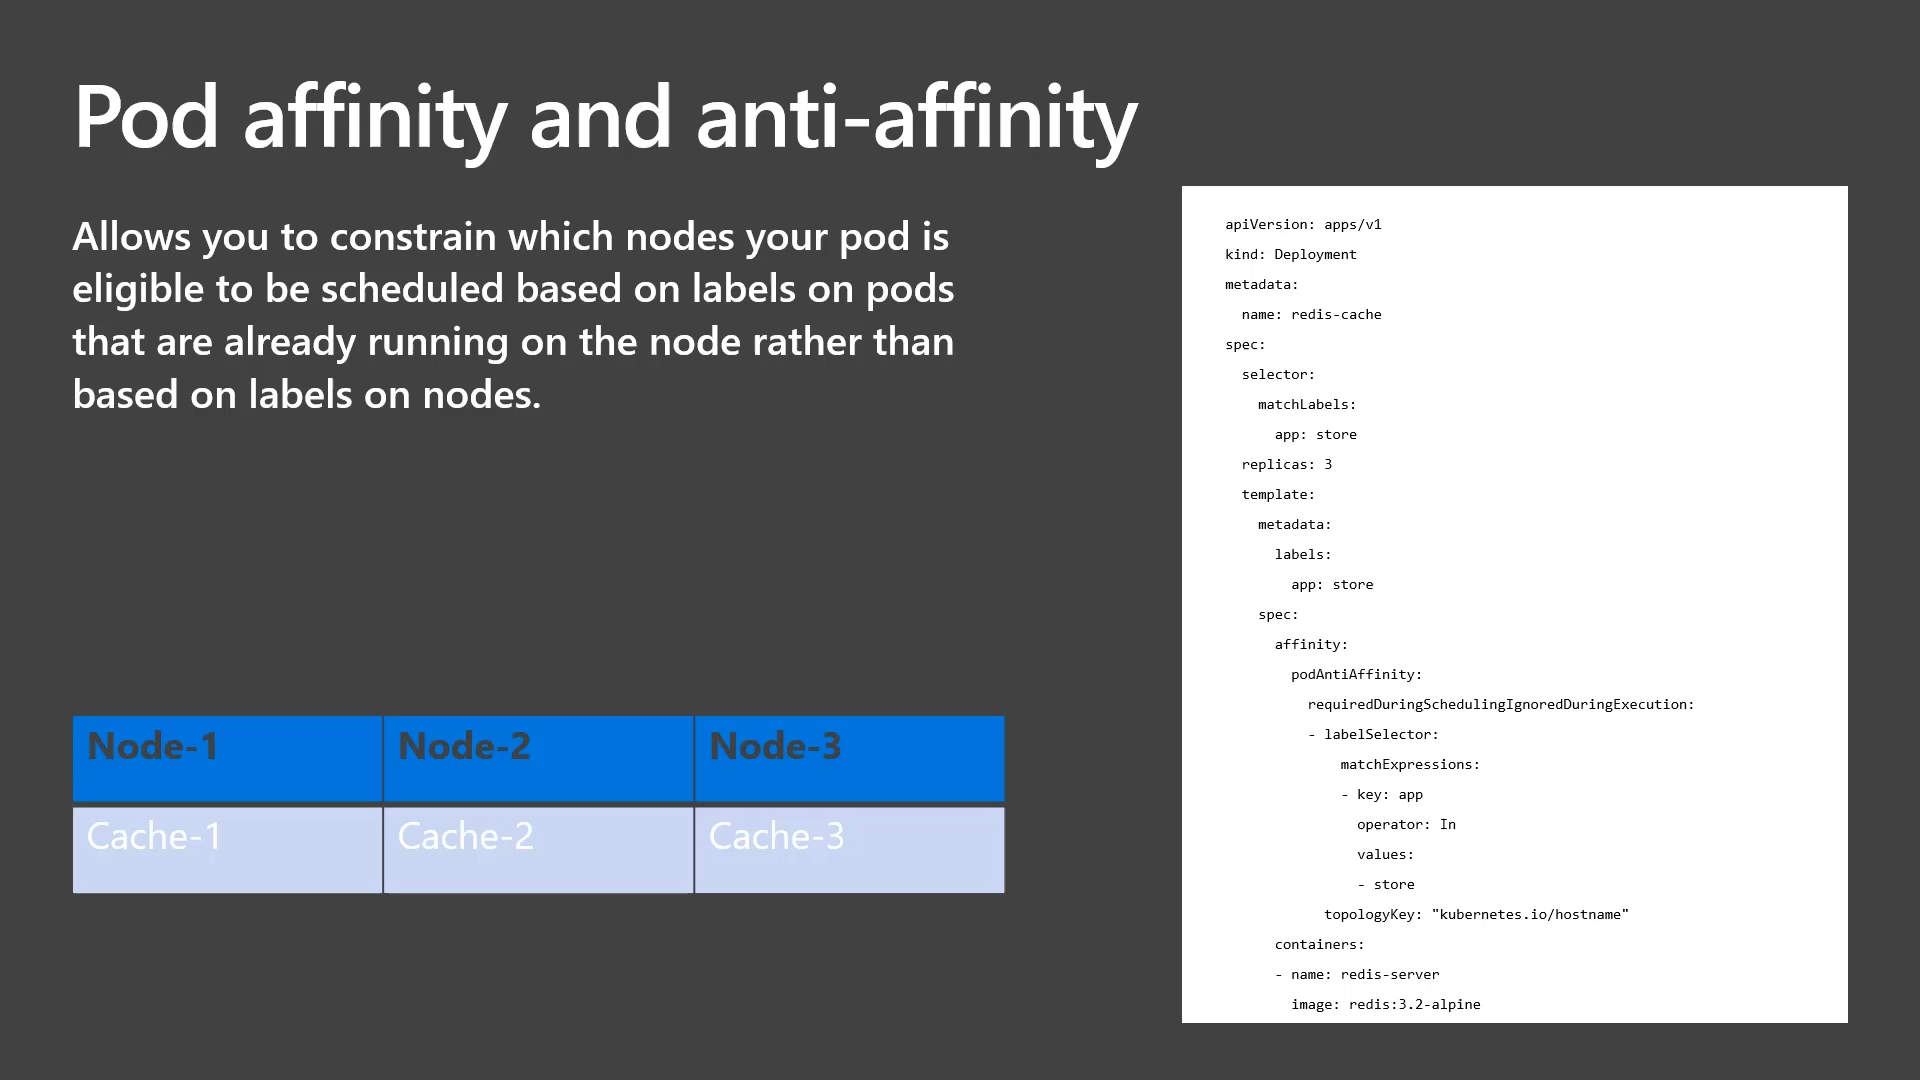 Pod affinity and anti-affinity
Allows you to constrain which nodes your pod is
eligible to be scheduled based on labels on pods
that are already running on the node rather than
based on labels on nodes.
Node-1 Node-2 Node-3
Cache-1 Cache-2 Cache-3
apiVersion: apps/v1
kind: Deployment
metadata:
  name: redis-cache
spec:
  selector:
    matchLabels:
      app: store
  replicas: 3
  template:
    metadata:
      labels:
        app: store
    spec:
      affinity:
        podAntiAffinity:
          requiredDuringSchedulingIgnoredDuringExecution:
          - labelSelector:
              matchExpressions:
              - key: app
                operator: In
                values:
                - store
            topologyKey: "kubernetes.io/hostname"
      containers:
      - name: redis-server
        image: redis:3.2-alpine